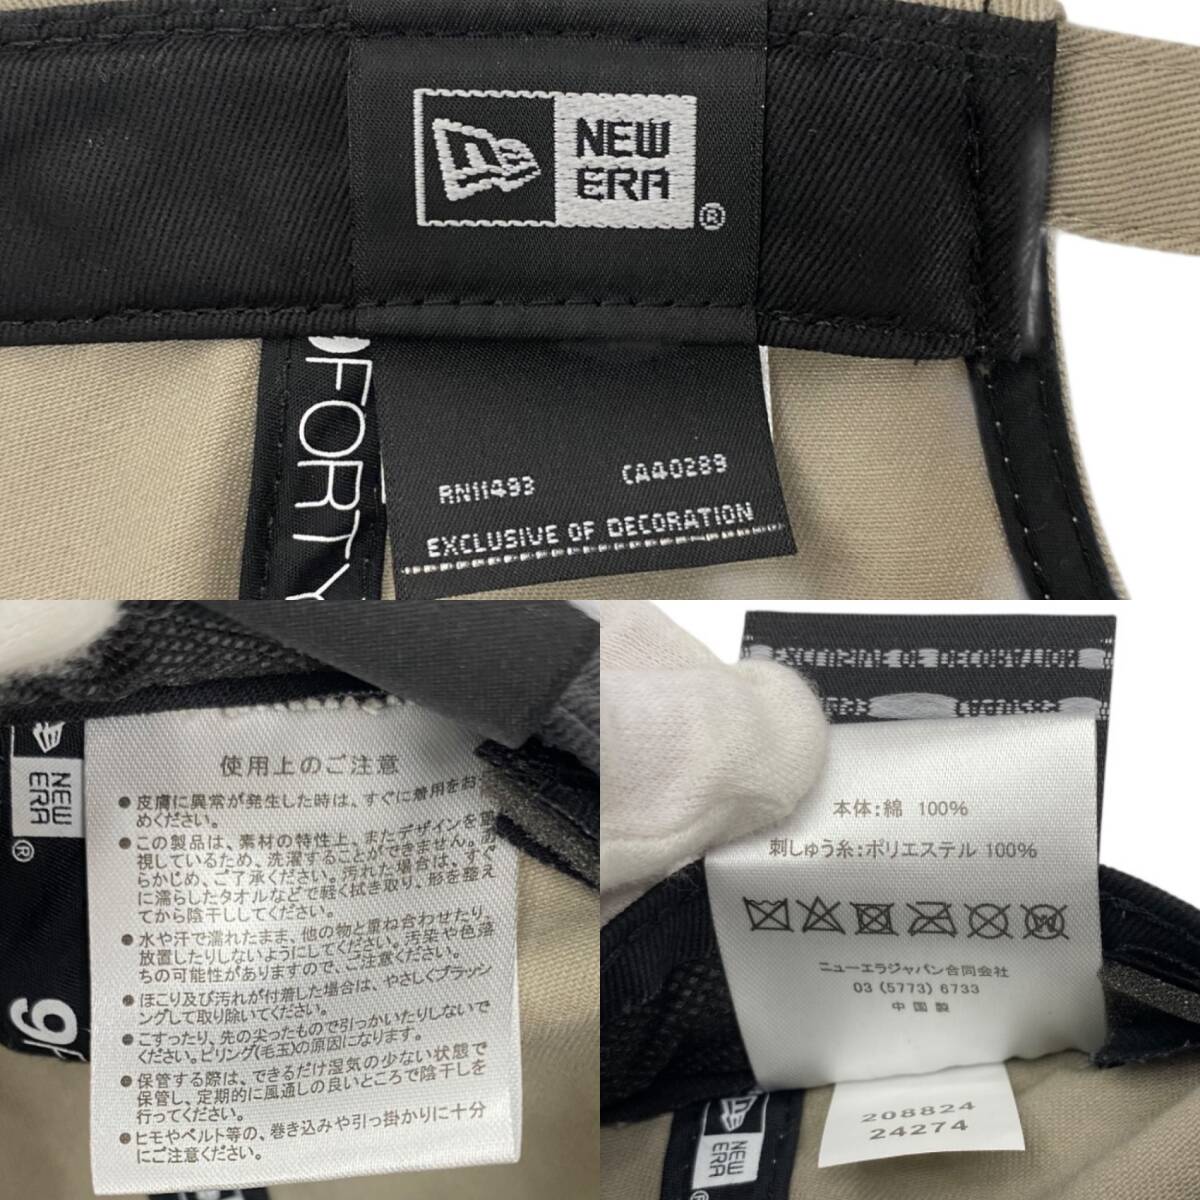 NEW
ERA
®
FORTY
RN11493 CA40289
EXCLUSIVE OF DECORATION
NEW
ERA
®
9F
使用上のご注意
●皮膚に異常が発生した時は、すぐに着用をお
めください。
●この製品は、素材の特性上、またデザインを重
視しているため、洗濯することができません。あ
らかじめ、ご了承ください。汚れた場合は、すぐ
に濡らしたタオルなどで軽く拭き取り、形を整え
てから陰干ししてください。
●水や汗で濡れたまま、他の物と重ね合わせたり、
放置したりしないようにしてください。汚染や色落
ちの可能性がありますので、ご注意ください。
●ほこり及び汚れが付着した場合は、やさしくブラッシ
ングして取り除いてください。
●こすったり、先の尖ったもので引っかいたりしないで
ください。ピリング(毛玉)の原因になります。
●保管する際は、できるだけ湿気の少ない状態で
保管し、定期的に風通しの良いところで陰干しを
行ってください。
●ヒモやベルト等の、巻き込みや引っ掛かりに十分
にご注意ください。
本体:綿 100%
刺しゅう糸:ポリエステル 100%
ニューエラジャパン合同会社
03 (5773) 6733
中国製
208824
24274
NEW
ERA
®